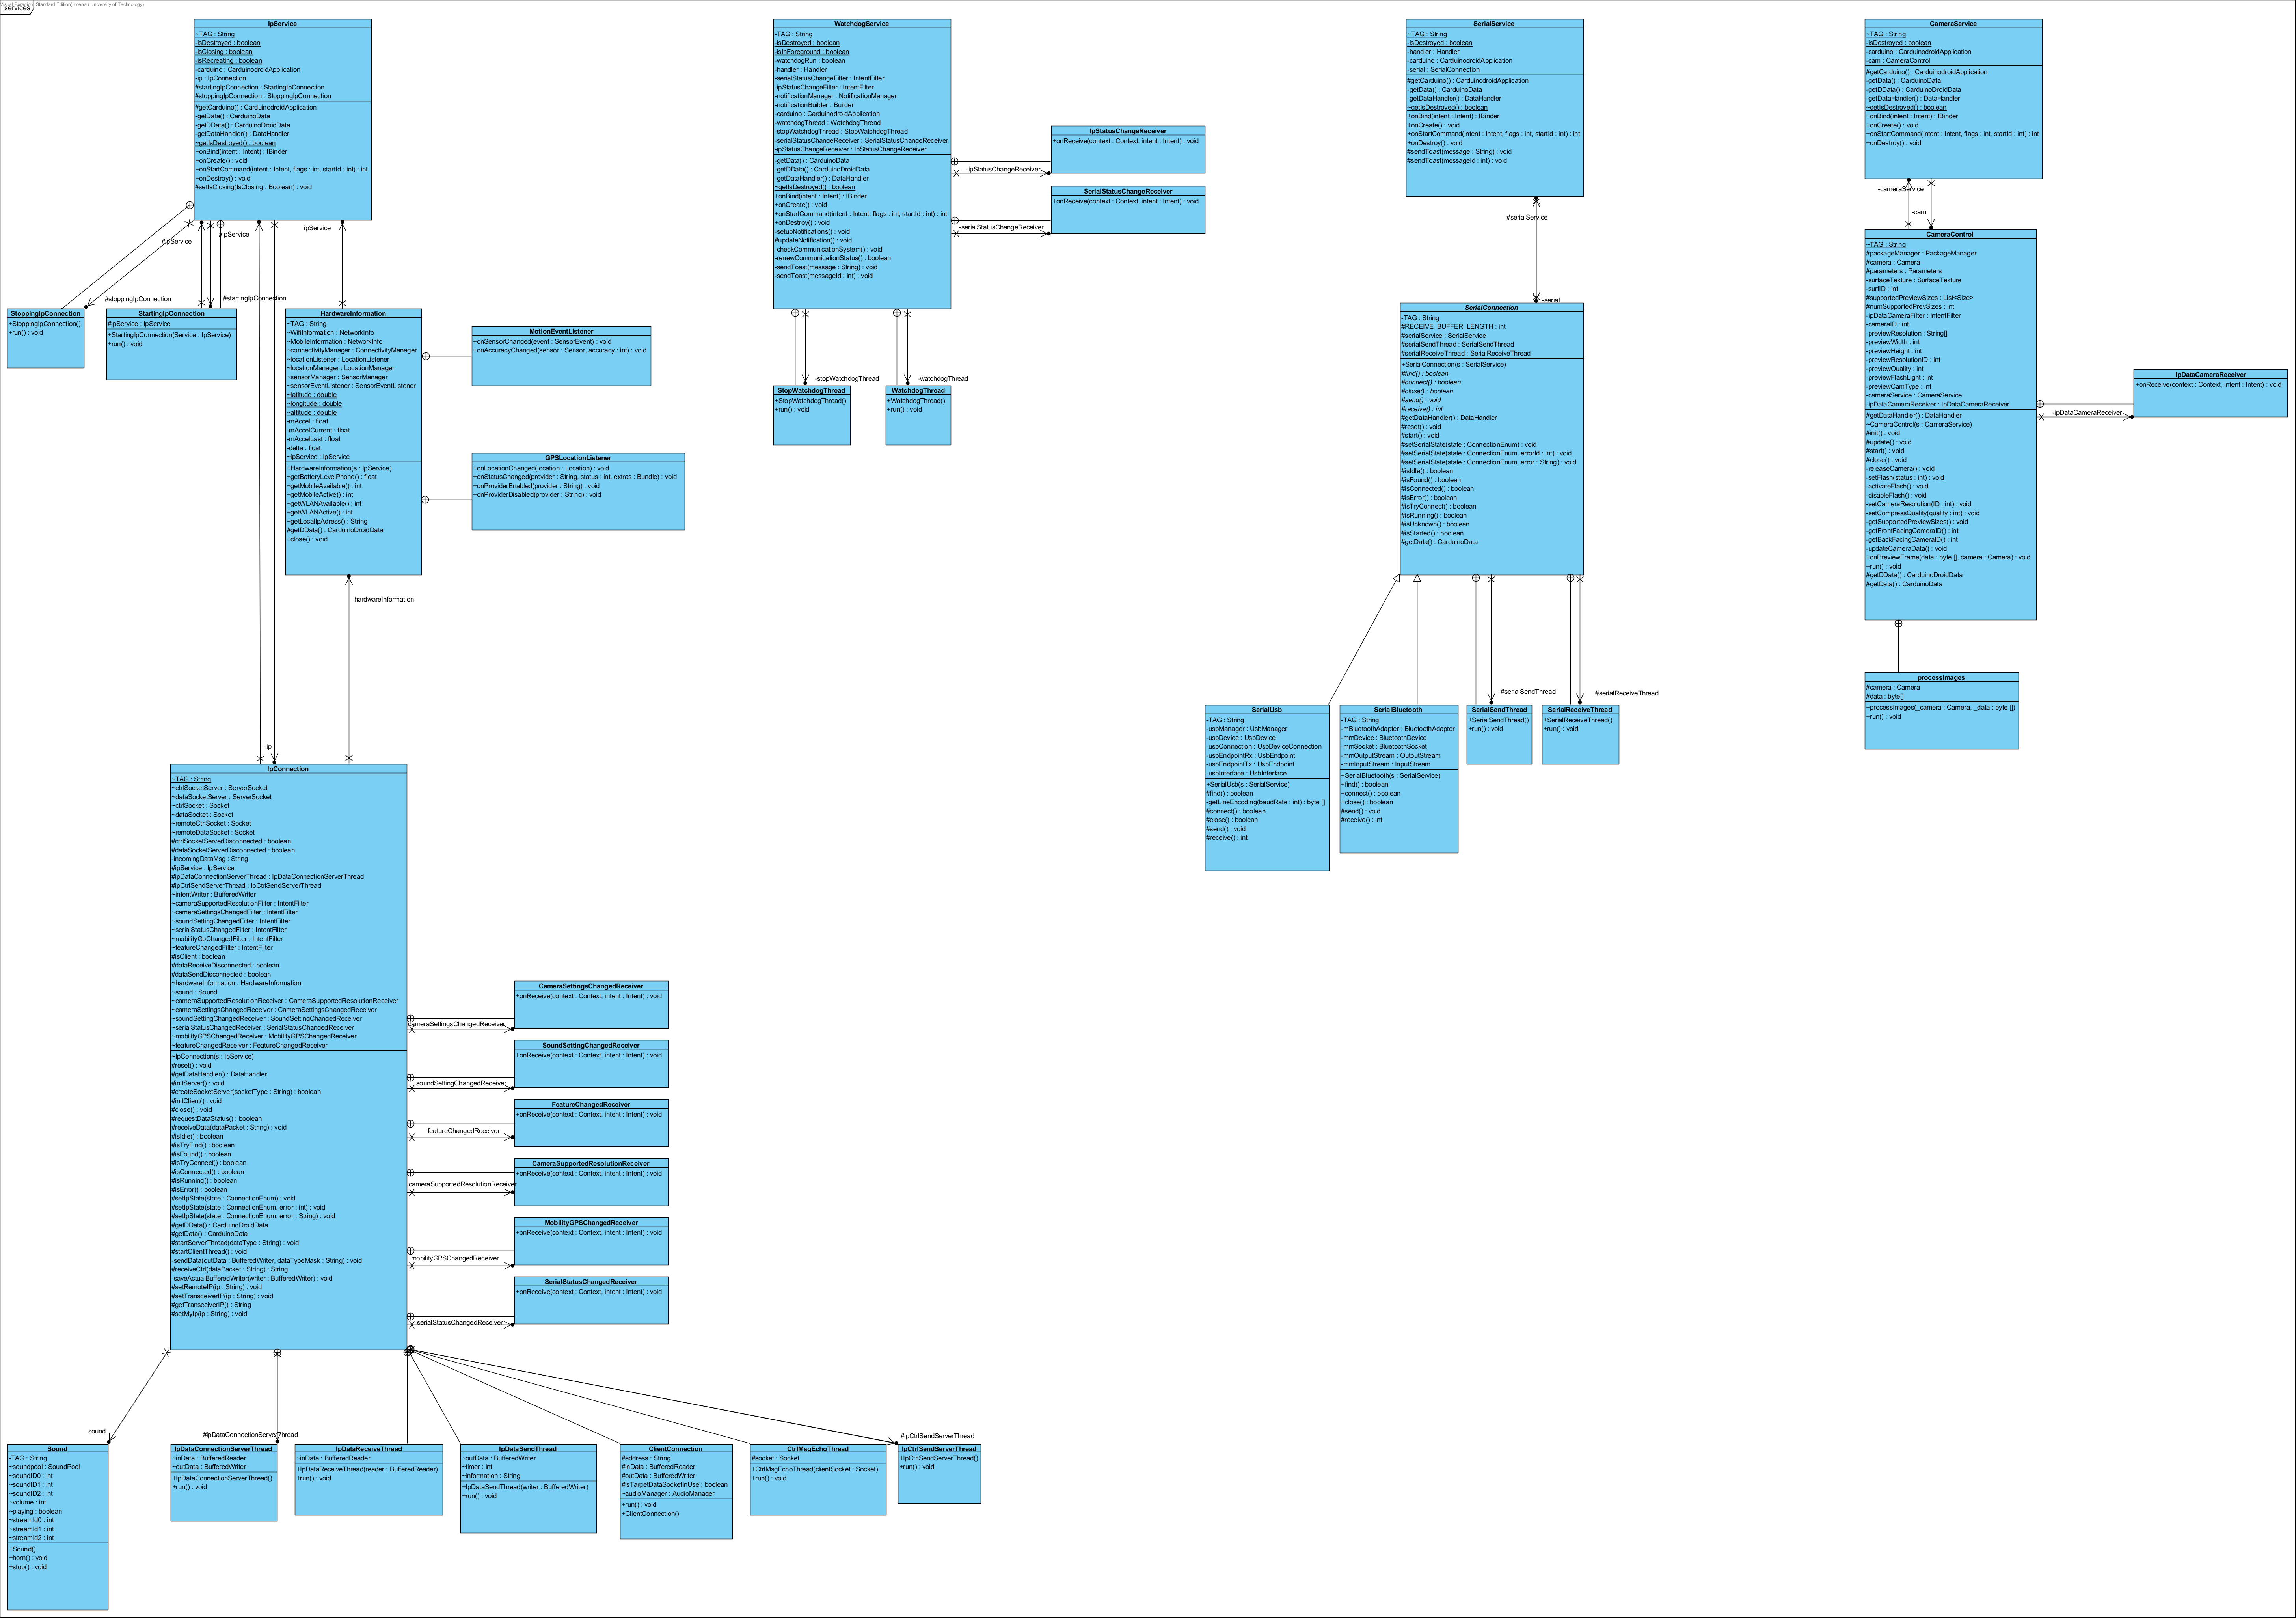 Visual Paradigm Standard Edition(Ilmenau University of Technology)
services
IpService
~TAG : String
-isDestroyed : boolean
-isClosing : boolean
-isRecreating : boolean
-carduino : CarduinodroidApplication
-ip : IpConnection
#startingIpConnection : StartingIpConnection
#stoppingIpConnection : StoppingIpConnection
#getCarduino() : CarduinodroidApplication
-getData() : CarduinoData
-getDData() : CarduinoDroidData
-getDataHandler() : DataHandler
~getIsDestroyed() : boolean
+onBind(intent : Intent) : IBinder
+onCreate() : void
+onStartCommand(intent : Intent, flags : int, startId : int) : int
+onDestroy() : void
#setIsClosing(IsClosing : Boolean) : void
#ipService
#ipService
ipService
#stoppingIpConnection
#startingIpConnection
StoppingIpConnection
+StoppingIpConnection()
+run() : void
StartingIpConnection
#ipService : IpService
+StartingIpConnection(Service : IpService)
+run() : void
HardwareInformation
~TAG : String
~WifiInformation : NetworkInfo
~MobileInformation : NetworkInfo
~connectivityManager : ConnectivityManager
~locationListener : LocationListener
~locationManager : LocationManager
~sensorManager : SensorManager
~sensorEventListener : SensorEventListener
~latitude : double
~longitude : double
~altitude : double
-mAccel : float
-mAccelCurrent : float
-mAccelLast : float
-delta : float
~ipService : IpService
+HardwareInformation(s : IpService)
+getBatteryLevelPhone() : float
+getMobileAvailable() : int
+getMobileActive() : int
+getWLANAvailable() : int
+getWLANActive() : int
+getLocalIpAdress() : String
#getDData() : CarduinoDroidData
+close() : void
MotionEventListener
+onSensorChanged(event : SensorEvent) : void
+onAccuracyChanged(sensor : Sensor, accuracy : int) : void
GPSLocationListener
+onLocationChanged(location : Location) : void
+onStatusChanged(provider : String, status : int, extras : Bundle) : void
+onProviderEnabled(provider : String) : void
+onProviderDisabled(provider : String) : void
hardwareInformation
-ip
WatchdogService
-TAG : String
-isDestroyed : boolean
-isInForeground : boolean
-watchdogRun : boolean
-handler : Handler
-serialStatusChangeFilter : IntentFilter
-ipStatusChangeFilter : IntentFilter
-notificationManager : NotificationManager
-notificationBuilder : Builder
-carduino : CarduinodroidApplication
-watchdogThread : WatchdogThread
-stopWatchdogThread : StopWatchdogThread
-serialStatusChangeReceiver : SerialStatusChangeReceiver
-ipStatusChangeReceiver : IpStatusChangeReceiver
-getData() : CarduinoData
-getDData() : CarduinoDroidData
-getDataHandler() : DataHandler
~getIsDestroyed() : boolean
+onBind(intent : Intent) : IBinder
+onCreate() : void
+onStartCommand(intent : Intent, flags : int, startId : int) : int
+onDestroy() : void
-setupNotifications() : void
#updateNotification() : void
-checkCommunicationSystem() : void
-renewCommunicationStatus() : boolean
-sendToast(message : String) : void
-sendToast(messageId : int) : void
IpStatusChangeReceiver
+onReceive(context : Context, intent : Intent) : void
-ipStatusChangeReceiver
SerialStatusChangeReceiver
+onReceive(context : Context, intent : Intent) : void
-serialStatusChangeReceiver
-stopWatchdogThread
-watchdogThread
StopWatchdogThread
+StopWatchdogThread()
+run() : void
WatchdogThread
+WatchdogThread()
+run() : void
SerialService
~TAG : String
-isDestroyed : boolean
-handler : Handler
-carduino : CarduinodroidApplication
-serial : SerialConnection
#getCarduino() : CarduinodroidApplication
-getData() : CarduinoData
-getDataHandler() : DataHandler
~getIsDestroyed() : boolean
+onBind(intent : Intent) : IBinder
+onCreate() : void
+onStartCommand(intent : Intent, flags : int, startId : int) : int
+onDestroy() : void
#sendToast(message : String) : void
#sendToast(messageId : int) : void
#serialService
-serial
SerialConnection
-TAG : String
#RECEIVE_BUFFER_LENGTH : int
#serialService : SerialService
#serialSendThread : SerialSendThread
#serialReceiveThread : SerialReceiveThread
+SerialConnection(s : SerialService)
#find() : boolean
#connect() : boolean
#close() : boolean
#send() : void
#receive() : int
#getDataHandler() : DataHandler
#reset() : void
#start() : void
#setSerialState(state : ConnectionEnum) : void
#setSerialState(state : ConnectionEnum, errorId : int) : void
#setSerialState(state : ConnectionEnum, error : String) : void
#isIdle() : boolean
#isFound() : boolean
#isConnected() : boolean
#isError() : boolean
#isTryConnect() : boolean
#isRunning() : boolean
#isUnknown() : boolean
#isStarted() : boolean
#getData() : CarduinoData
#serialSendThread
#serialReceiveThread
SerialUsb
-TAG : String
-usbManager : UsbManager
-usbDevice : UsbDevice
-usbConnection : UsbDeviceConnection
-usbEndpointRx : UsbEndpoint
-usbEndpointTx : UsbEndpoint
-usbInterface : UsbInterface
+SerialUsb(s : SerialService)
#find() : boolean
-getLineEncoding(baudRate : int) : byte []
#connect() : boolean
#close() : boolean
#send() : void
#receive() : int
SerialBluetooth
-TAG : String
-mBluetoothAdapter : BluetoothAdapter
-mmDevice : BluetoothDevice
-mmSocket : BluetoothSocket
-mmOutputStream : OutputStream
-mmInputStream : InputStream
+SerialBluetooth(s : SerialService)
+find() : boolean
+connect() : boolean
+close() : boolean
#send() : void
#receive() : int
SerialSendThread
+SerialSendThread()
+run() : void
SerialReceiveThread
+SerialReceiveThread()
+run() : void
CameraService
~TAG : String
-isDestroyed : boolean
-carduino : CarduinodroidApplication
-cam : CameraControl
#getCarduino() : CarduinodroidApplication
-getData() : CarduinoData
-getDData() : CarduinoDroidData
-getDataHandler() : DataHandler
~getIsDestroyed() : boolean
+onBind(intent : Intent) : IBinder
+onCreate() : void
+onStartCommand(intent : Intent, flags : int, startId : int) : int
+onDestroy() : void
-cameraService
-cam
CameraControl
~TAG : String
#packageManager : PackageManager
#camera : Camera
#parameters : Parameters
-surfaceTexture : SurfaceTexture
-surfID : int
#supportedPreviewSizes : List<Size>
#numSupportedPrevSizes : int
-ipDataCameraFilter : IntentFilter
-cameraID : int
-previewResolution : String[]
-previewWidth : int
-previewHeight : int
-previewResolutionID : int
-previewQuality : int
-previewFlashLight : int
-previewCamType : int
-cameraService : CameraService
-ipDataCameraReceiver : IpDataCameraReceiver
#getDataHandler() : DataHandler
~CameraControl(s : CameraService)
#init() : void
#update() : void
#start() : void
#close() : void
-releaseCamera() : void
-setFlash(status : int) : void
-activateFlash() : void
-disableFlash() : void
-setCameraResolution(ID : int) : void
-setCompressQuality(quality : int) : void
-getSupportedPreviewSizes() : void
-getFrontFacingCameraID() : int
-getBackFacingCameraID() : int
-updateCameraData() : void
+onPreviewFrame(data : byte [], camera : Camera) : void
+run() : void
#getDData() : CarduinoDroidData
#getData() : CarduinoData
IpDataCameraReceiver
+onReceive(context : Context, intent : Intent) : void
-ipDataCameraReceiver
processImages
#camera : Camera
#data : byte[]
+processImages(_camera : Camera, _data : byte [])
+run() : void
IpConnection
~TAG : String
~ctrlSocketServer : ServerSocket
~dataSocketServer : ServerSocket
~ctrlSocket : Socket
~dataSocket : Socket
~remoteCtrlSocket : Socket
~remoteDataSocket : Socket
#ctrlSocketServerDisconnected : boolean
#dataSocketServerDisconnected : boolean
-incomingDataMsg : String
#ipService : IpService
#ipDataConnectionServerThread : IpDataConnectionServerThread
#ipCtrlSendServerThread : IpCtrlSendServerThread
~intentWriter : BufferedWriter
~cameraSupportedResolutionFilter : IntentFilter
~cameraSettingsChangedFilter : IntentFilter
~soundSettingChangedFilter : IntentFilter
~serialStatusChangedFilter : IntentFilter
~mobilityGpChangedFilter : IntentFilter
~featureChangedFilter : IntentFilter
#isClient : boolean
#dataReceiveDisconnected : boolean
#dataSendDisconnected : boolean
~hardwareInformation : HardwareInformation
~sound : Sound
~cameraSupportedResolutionReceiver : CameraSupportedResolutionReceiver
~cameraSettingsChangedReceiver : CameraSettingsChangedReceiver
~soundSettingChangedReceiver : SoundSettingChangedReceiver
~serialStatusChangedReceiver : SerialStatusChangedReceiver
~mobilityGPSChangedReceiver : MobilityGPSChangedReceiver
~featureChangedReceiver : FeatureChangedReceiver
~IpConnection(s : IpService)
#reset() : void
#getDataHandler() : DataHandler
#initServer() : void
#createSocketServer(socketType : String) : boolean
#initClient() : void
#close() : void
#requestDataStatus() : boolean
#receiveData(dataPacket : String) : void
#isIdle() : boolean
#isTryFind() : boolean
#isFound() : boolean
#isTryConnect() : boolean
#isConnected() : boolean
#isRunning() : boolean
#isError() : boolean
#setIpState(state : ConnectionEnum) : void
#setIpState(state : ConnectionEnum, error : int) : void
#setIpState(state : ConnectionEnum, error : String) : void
#getDData() : CarduinoDroidData
#getData() : CarduinoData
#startServerThread(dataType : String) : void
#startClientThread() : void
-sendData(outData : BufferedWriter, dataTypeMask : String) : void
#receiveCtrl(dataPacket : String) : String
-saveActualBufferedWriter(writer : BufferedWriter) : void
#setRemoteIP(ip : String) : void
#setTransceiverIP(ip : String) : void
#getTransceiverIP() : String
#setMyIp(ip : String) : void
CameraSettingsChangedReceiver
+onReceive(context : Context, intent : Intent) : void
cameraSettingsChangedReceiver
SoundSettingChangedReceiver
+onReceive(context : Context, intent : Intent) : void
soundSettingChangedReceiver
FeatureChangedReceiver
+onReceive(context : Context, intent : Intent) : void
featureChangedReceiver
CameraSupportedResolutionReceiver
+onReceive(context : Context, intent : Intent) : void
cameraSupportedResolutionReceiver
MobilityGPSChangedReceiver
+onReceive(context : Context, intent : Intent) : void
mobilityGPSChangedReceiver
SerialStatusChangedReceiver
+onReceive(context : Context, intent : Intent) : void
serialStatusChangedReceiver
sound
#ipDataConnectionServerThread
#ipCtrlSendServerThread
Sound
-TAG : String
~soundpool : SoundPool
~soundID0 : int
~soundID1 : int
~soundID2 : int
~volume : int
~playing : boolean
~streamId0 : int
~streamId1 : int
~streamId2 : int
+Sound()
+horn() : void
+stop() : void
IpDataConnectionServerThread
~inData : BufferedReader
~outData : BufferedWriter
+IpDataConnectionServerThread()
+run() : void
IpDataReceiveThread
~inData : BufferedReader
+IpDataReceiveThread(reader : BufferedReader)
+run() : void
IpDataSendThread
~outData : BufferedWriter
~timer : int
~information : String
+IpDataSendThread(writer : BufferedWriter)
+run() : void
ClientConnection
#address : String
#inData : BufferedReader
#outData : BufferedWriter
#isTargetDataSocketInUse : boolean
~audioManager : AudioManager
+run() : void
+ClientConnection()
CtrlMsgEchoThread
#socket : Socket
+CtrlMsgEchoThread(clientSocket : Socket)
+run() : void
IpCtrlSendServerThread
+IpCtrlSendServerThread()
+run() : void